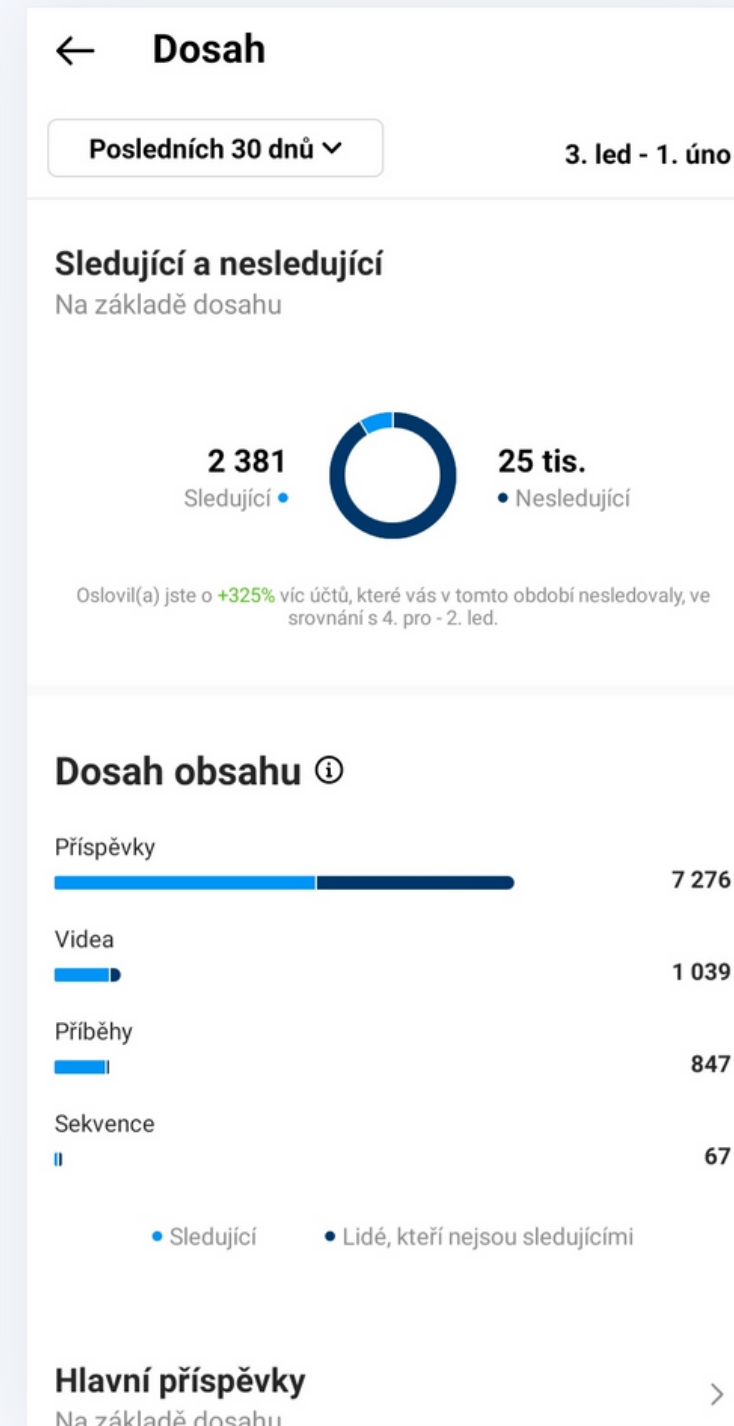 Dosah
Posledních 30 dnů
3. led - 1. úno
Sledující a nesledující
Na základě dosahu
2 381
Sledující
25 tis.
Nesledující
Oslovil(a) jste o +325% víc účtů, které vás v tomto období nesledovaly, ve
srovnání s 4. pro - 2. led.
Dosah obsahu
Příspěvky
7 276
Videa
1 039
Příběhy
847
Sekvence
67
Sledující
Lidé, kteří nejsou sledujícími
Hlavní příspěvky
Na základě dosahu